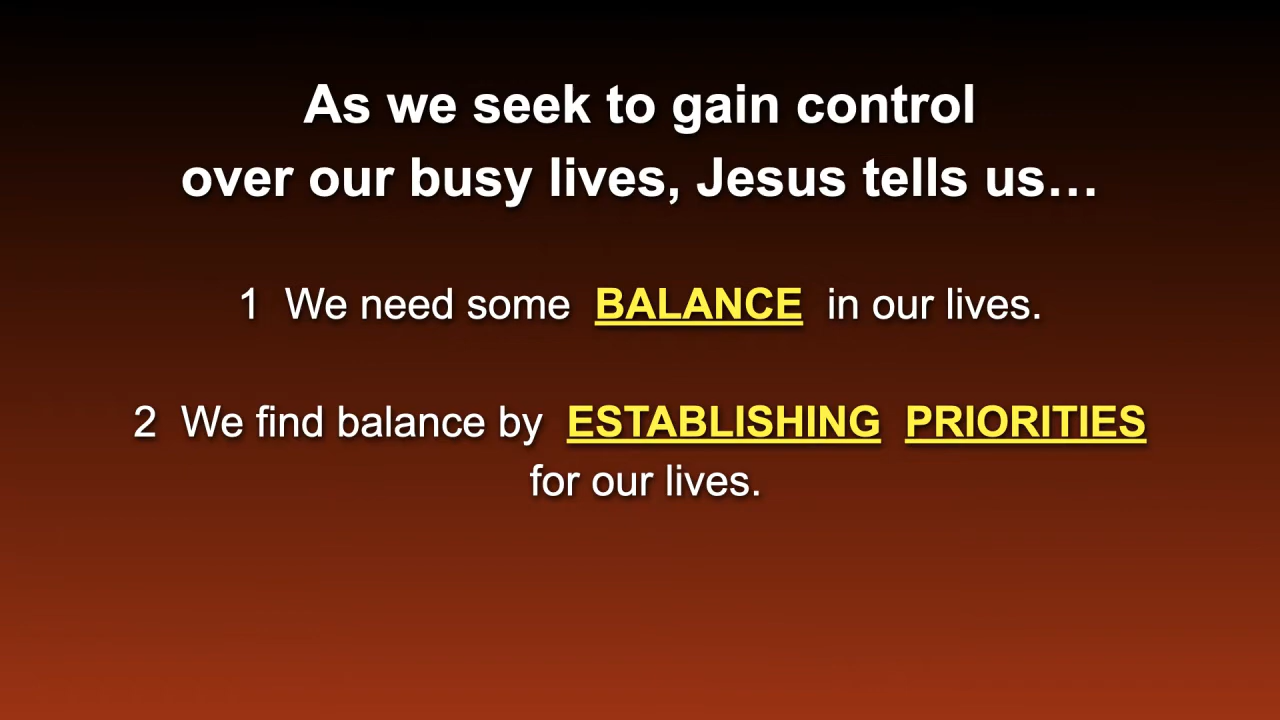 As we seek to gain control
over our busy lives, Jesus tells us…
1 We need some BALANCE in our lives.
2 We find balance by ESTABLISHING PRIORITIES
for our lives.